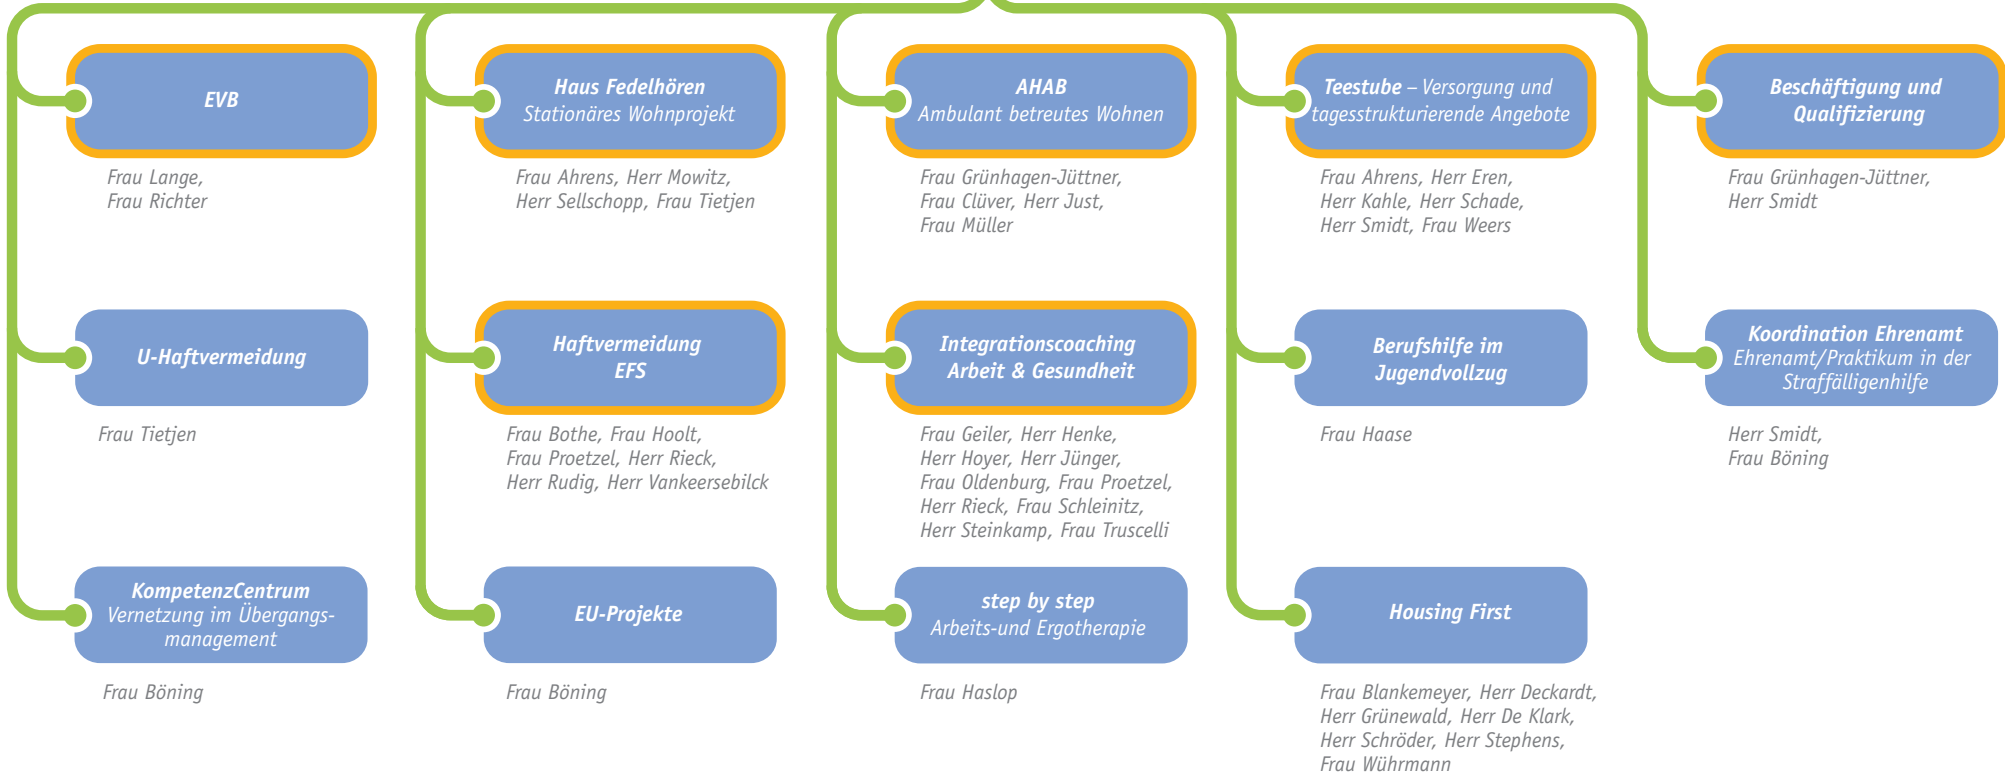 EVB
Frau Lange,
Frau Richter
Haus Fedelhören
Stationäres Wohnprojekt
Frau Ahrens, Herr Mowitz,
Herr Sellschopp, Frau Tietjen
AHAB
Ambulant betreutes Wohnen
Frau Grünhagen-Jüttner,
Frau Clüver, Herr Just,
Frau Müller
Teestube – Versorgung und
tagesstrukturierende Angebote
Frau Ahrens, Herr Eren,
Herr Kahle, Herr Schade,
Herr Smidt, Frau Weers
Beschäftigung und
Qualifizierung
Frau Grünhagen-Jüttner,
Herr Smidt
U-Haftvermeidung
Frau Tietjen
Haftvermeidung
EFS
Frau Bothe, Frau Hoolt,
Frau Proetzel, Herr Rieck,
Herr Rudig, Herr Vankeersebilck
Integrationscoaching
Arbeit & Gesundheit
Frau Geiler, Herr Henke,
Herr Hoyer, Herr Jünger,
Frau Oldenburg, Frau Proetzel,
Herr Rieck, Frau Schleinitz,
Herr Steinkamp, Frau Truscelli
Berufshilfe im
Jugendvollzug
Frau Haase
Koordination Ehrenamt
Ehrenamt/Praktikum in der
Straffälligenhilfe
Herr Smidt,
Frau Böning
KompetenzCentrum
Vernetzung im Übergangs-
management
Frau Böning
EU-Projekte
Frau Böning
step by step
Arbeits-und Ergotherapie
Frau Haslop
Housing First
Frau Blankemeyer, Herr Deckardt,
Herr Grünewald, Herr De Klark,
Herr Schröder, Herr Stephens,
Frau Wührmann